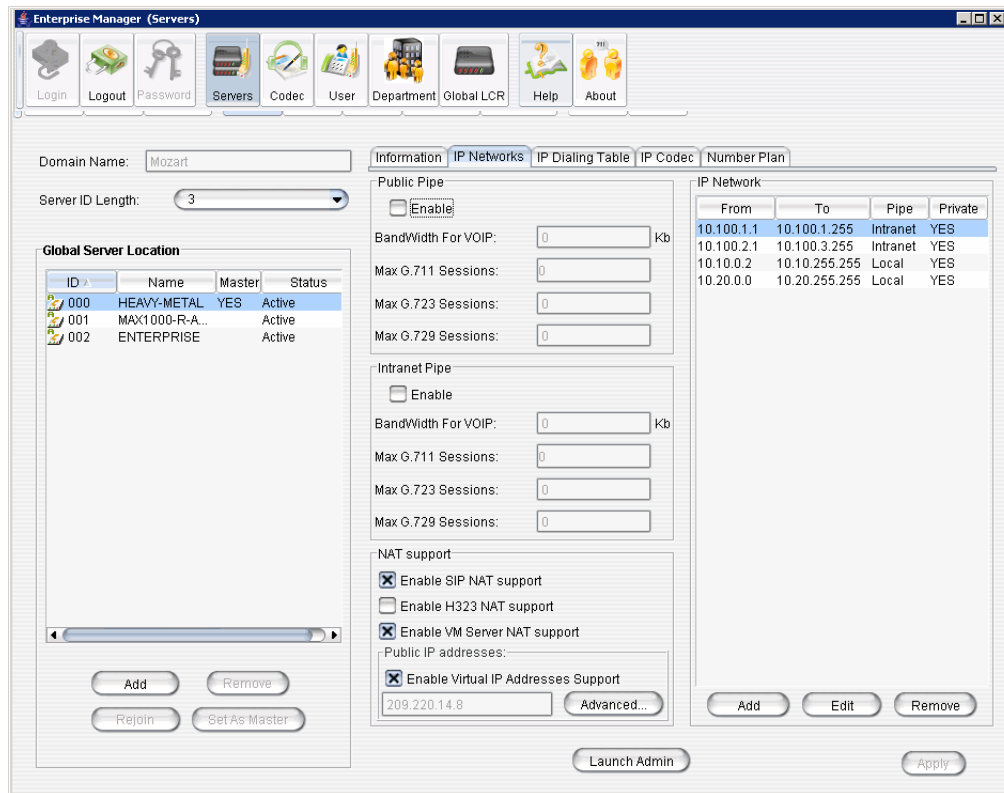 Enterprise Manager (Servers)
Login Logout Password Servers Codec User Department Global LCR Help About
Domain Name: Mozart
Server ID Length: 3
Global Server Location
ID Name Master Status
000 HEAVY-METAL YES Active
001 MAX1000-R-A... Active
002 ENTERPRISE Active
Add Remove
Rejoin Set As Master
Information IP Networks IP Dialing Table IP Codec Number Plan
Public Pipe
Enable
BandWidth For VOIP: 0 Kb
Max G.711 Sessions: 0
Max G.723 Sessions: 0
Max G.729 Sessions: 0
Intranet Pipe
Enable
BandWidth For VOIP: 0 Kb
Max G.711 Sessions: 0
Max G.723 Sessions: 0
Max G.729 Sessions: 0
NAT support
Enable SIP NAT support
Enable H323 NAT support
Enable VM Server NAT support
Public IP addresses:
Enable Virtual IP Addresses Support
209.220.14.8 Advanced...
IP Network
From To Pipe Private
10.100.1.1 10.100.1.255 Intranet YES
10.100.2.1 10.100.3.255 Intranet YES
10.10.0.2 10.10.255.255 Local YES
10.20.0.0 10.20.255.255 Local YES
Add Edit Remove
Launch Admin
Apply